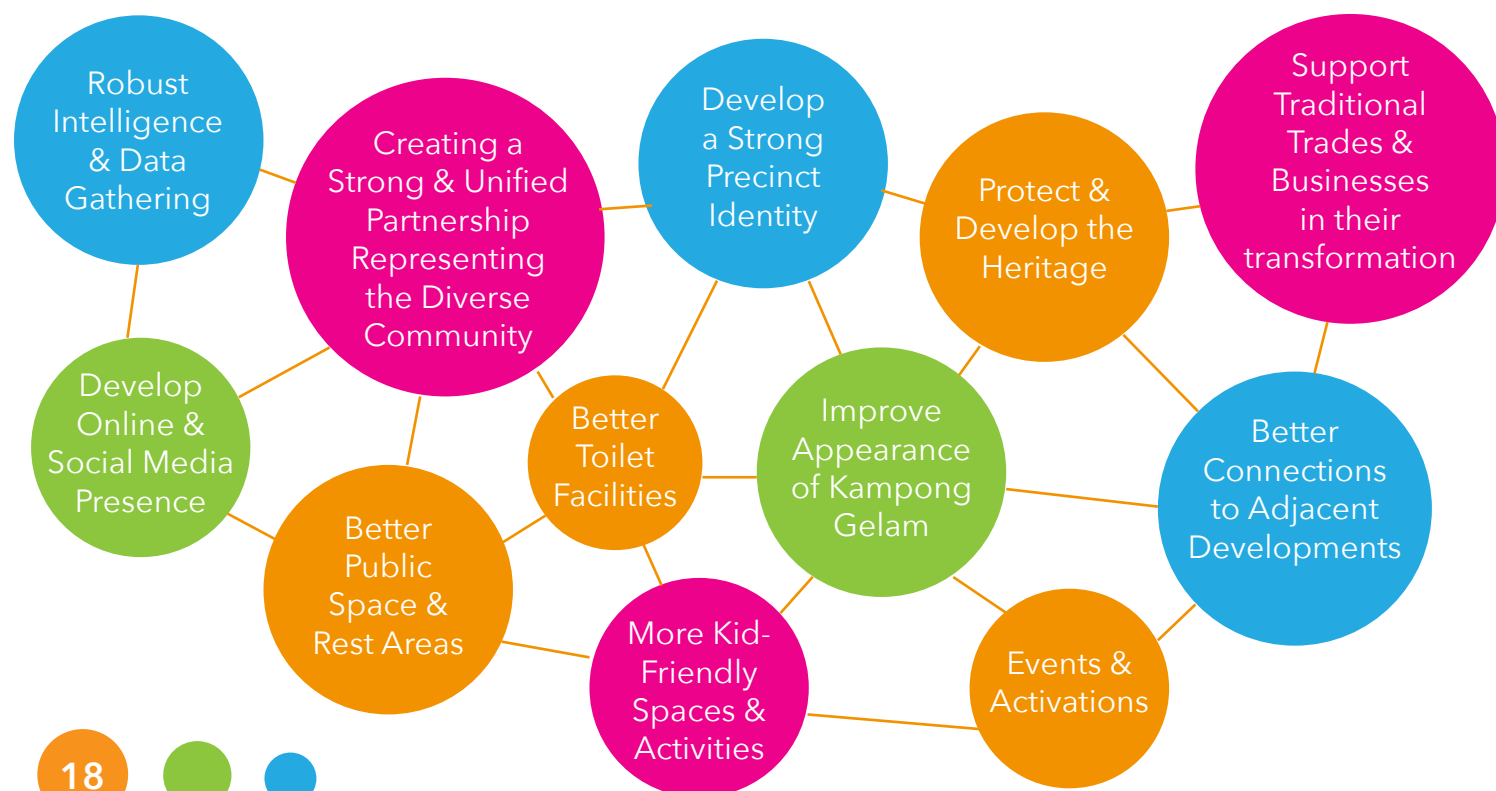 Robust
Intelligence
& Data
Gathering
Creating a
Strong & Unified
Partnership
Representing
the Diverse
Community
Develop
a Strong
Precinct
Identity
Protect &
Develop the
Heritage
Support
Traditional
Trades &
Businesses
in their
transformation
Develop
Online &
Social Media
Presence
Better
Toilet
Facilities
Improve
Appearance
of Kampong
Gelam
Better
Connections
to Adjacent
Developments
Better
Public
Space &
Rest Areas
More Kid-
Friendly
Spaces &
Activities
Events &
Activations
18